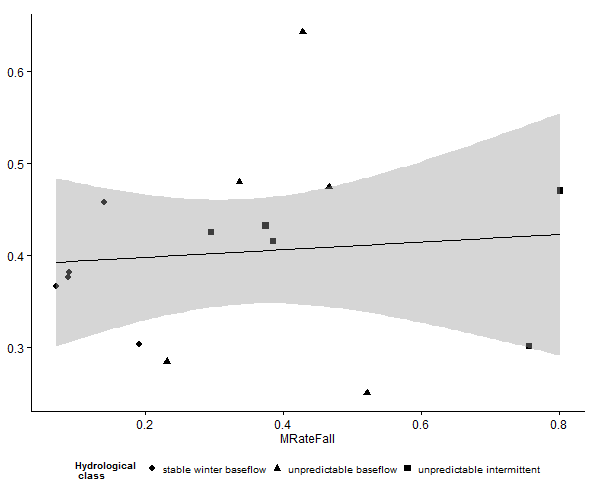 0.6
0.5
0.4
0.3
0.2 0.4 0.6 0.8
MRateFall
Hydrological
class
stable winter baseflow unpredictable baseflow unpredictable intermittent